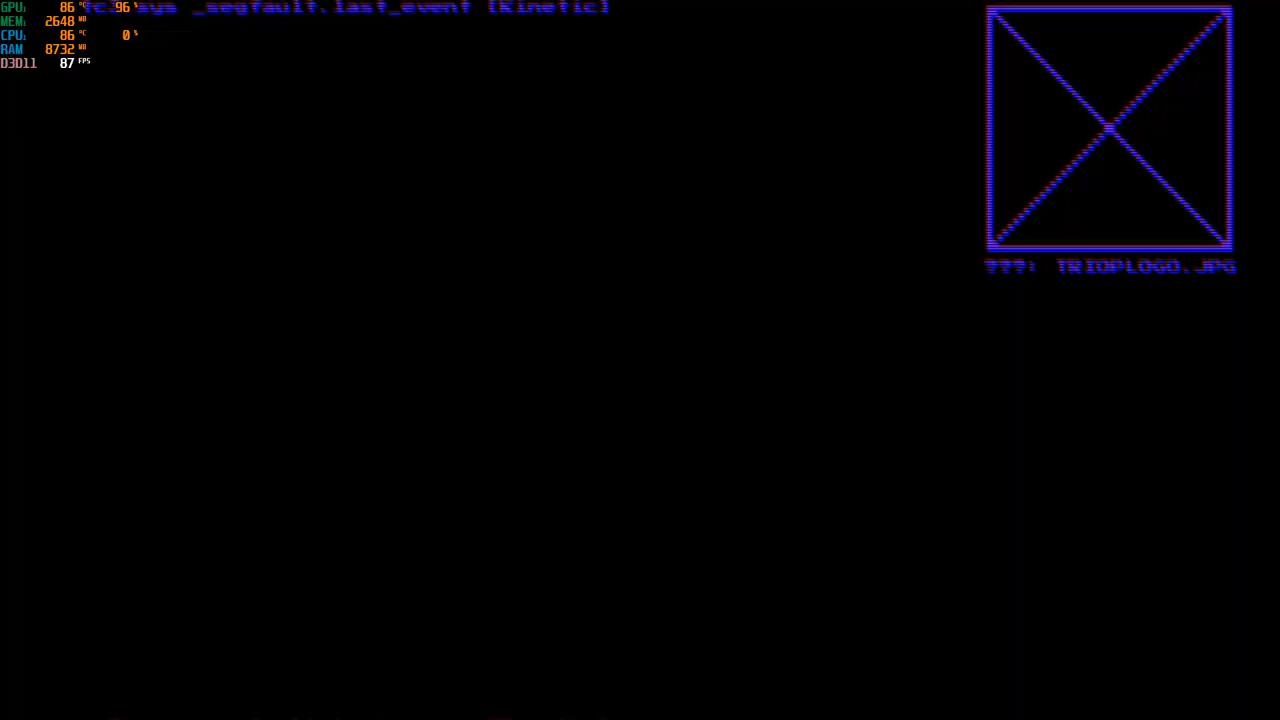 GPU: 86 °C 96 %
sys _segfault.last_event [Kinetic]
MEM: 2648 MB
CPU: 86 °C 0 %
RAM 8732 MB
D3D11 87 FPS
???: TRIOPLOGO.JPG